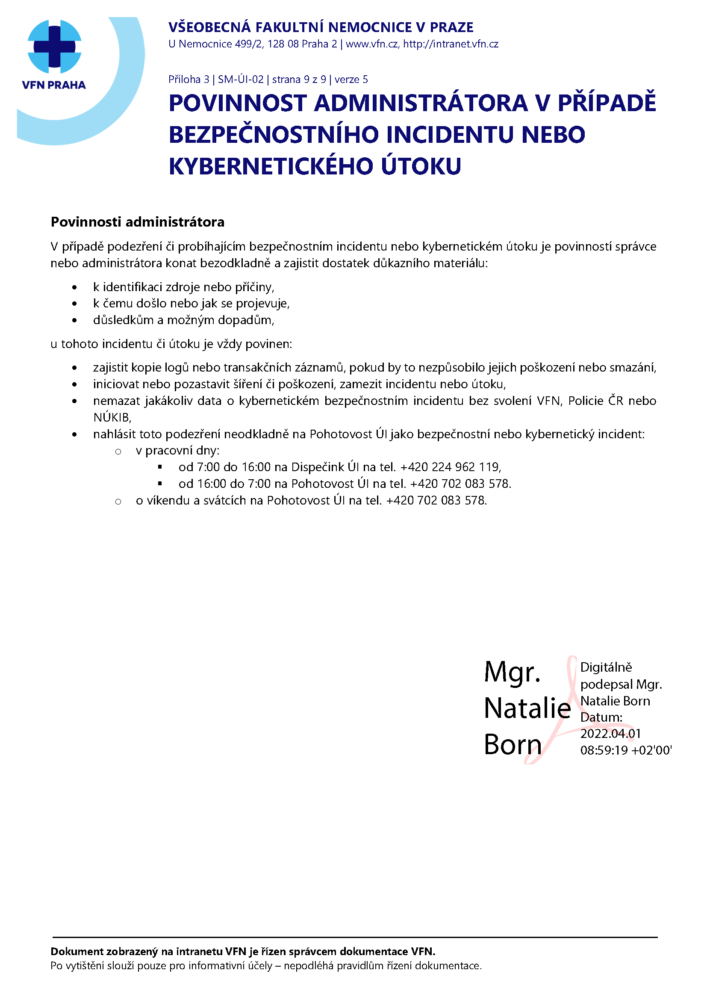 VŠEOBECNÁ FAKULTNÍ NEMOCNICE V PRAZE
U Nemocnice 499/2, 128 08 Praha 2 | www.vfn.cz, http://intranet.vfn.cz
VFN PRAHA
Příloha 3 | SM-ÚI-02 | strana 9 z 9 | verze 5
POVINNOST ADMINISTRÁTORA V PŘÍPADĚ
BEZPEČNOSTNÍHO INCIDENTU NEBO
KYBERNETICKÉHO ÚTOKU
Povinnosti administrátora
V případě podezření či probíhajícím bezpečnostním incidentu nebo kybernetickém útoku je povinností správce
nebo administrátora konat bezodkladně a zajistit dostatek důkazního materiálu:
• k identifikaci zdroje nebo příčiny,
• k čemu došlo nebo jak se projevuje,
• důsledkům a možným dopadům,
u tohoto incidentu či útoku je vždy povinen:
• zajistit kopie logů nebo transakčních záznamů, pokud by to nezpůsobilo jejich poškození nebo smazání,
• iniciovat nebo pozastavit šíření či poškození, zamezit incidentu nebo útoku,
• nemazat jakákoliv data o kybernetickém bezpečnostním incidentu bez svolení VFN, Policie ČR nebo
NÚKIB,
• nahlásit toto podezření neodkladně na Pohotovost ÚI jako bezpečnostní nebo kybernetický incident:
o v pracovní dny:
▪ od 7:00 do 16:00 na Dispečink ÚI na tel. +420 224 962 119,
▪ od 16:00 do 7:00 na Pohotovost ÚI na tel. +420 702 083 578.
o o víkendu a svátcích na Pohotovost ÚI na tel. +420 702 083 578.
Mgr.
Natalie
Born
Digitálně
podepsal Mgr.
Natalie Born
Datum:
2022.04.01
08:59:19 +02'00'
Dokument zobrazený na intranetu VFN je řízen správcem dokumentace VFN.
Po vytištění slouží pouze pro informativní účely – nepodléhá pravidlům řízení dokumentace.